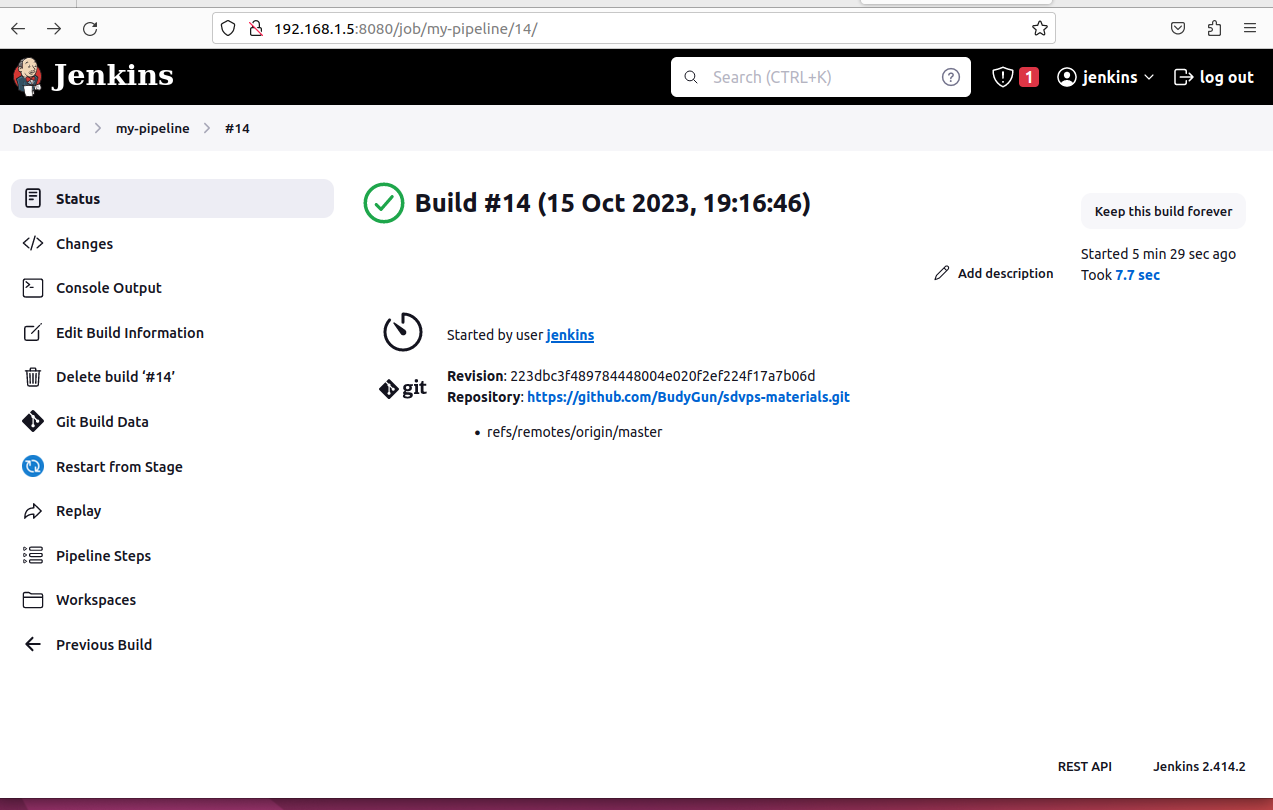 192.168.1.5:8080/job/my-pipeline/14/
Jenkins
Search (CTRL+K)
1
jenkins
log out
Dashboard
my-pipeline
#14
Status
Changes
Console Output
Edit Build Information
Delete build ‘#14’
Git Build Data
Restart from Stage
Replay
Pipeline Steps
Workspaces
Previous Build
Build #14 (15 Oct 2023, 19:16:46)
Keep this build forever
Add description
Started 5 min 29 sec ago
Took 7.7 sec
Started by user jenkins
git
Revision: 223dbc3f489784448004e020f2ef224f17a7b06d
Repository: https://github.com/BudyGun/sdvps-materials.git
refs/remotes/origin/master
REST API
Jenkins 2.414.2